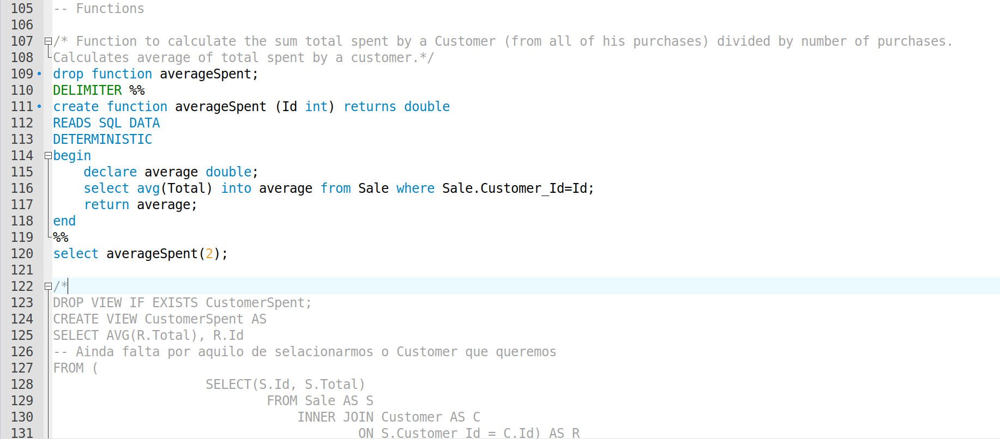 105 -- Functions
106
107 /* Function to calculate the sum total spent by a Customer (from all of his purchases) divided by number of purchases.
108 Calculates average of total spent by a customer.*/
109 drop function averageSpent;
110 DELIMITER %%
111 create function averageSpent (Id int) returns double
112 READS SQL DATA
113 DETERMINISTIC
114 begin
115     declare average double;
116     select avg(Total) into average from Sale where Sale.Customer_Id=Id;
117     return average;
118 end
119 %%
120 select averageSpent(2);
121
122 /*
123 DROP VIEW IF EXISTS CustomerSpent;
124 CREATE VIEW CustomerSpent AS
125 SELECT AVG(R.Total), R.Id
126 -- Ainda falta por aquilo de selacionarmos o Customer que queremos
127 FROM (
128                     SELECT(S.Id, S.Total)
129                             FROM Sale AS S
130                                 INNER JOIN Customer AS C
131                                         ON S.Customer_Id = C.Id) AS R